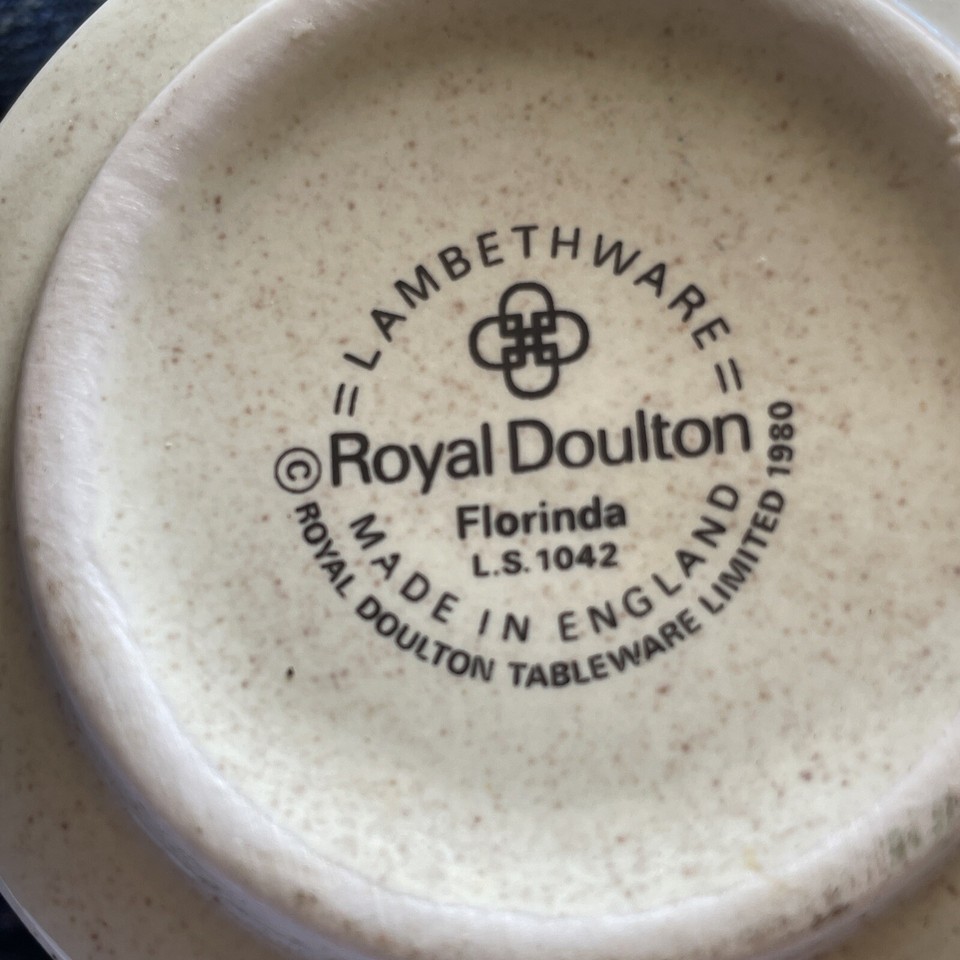 = LAMBETHWARE =
Royal Doulton
Florinda
L.S. 1042
MADE IN ENGLAND
© ROYAL DOULTON TABLEWARE LIMITED 1980